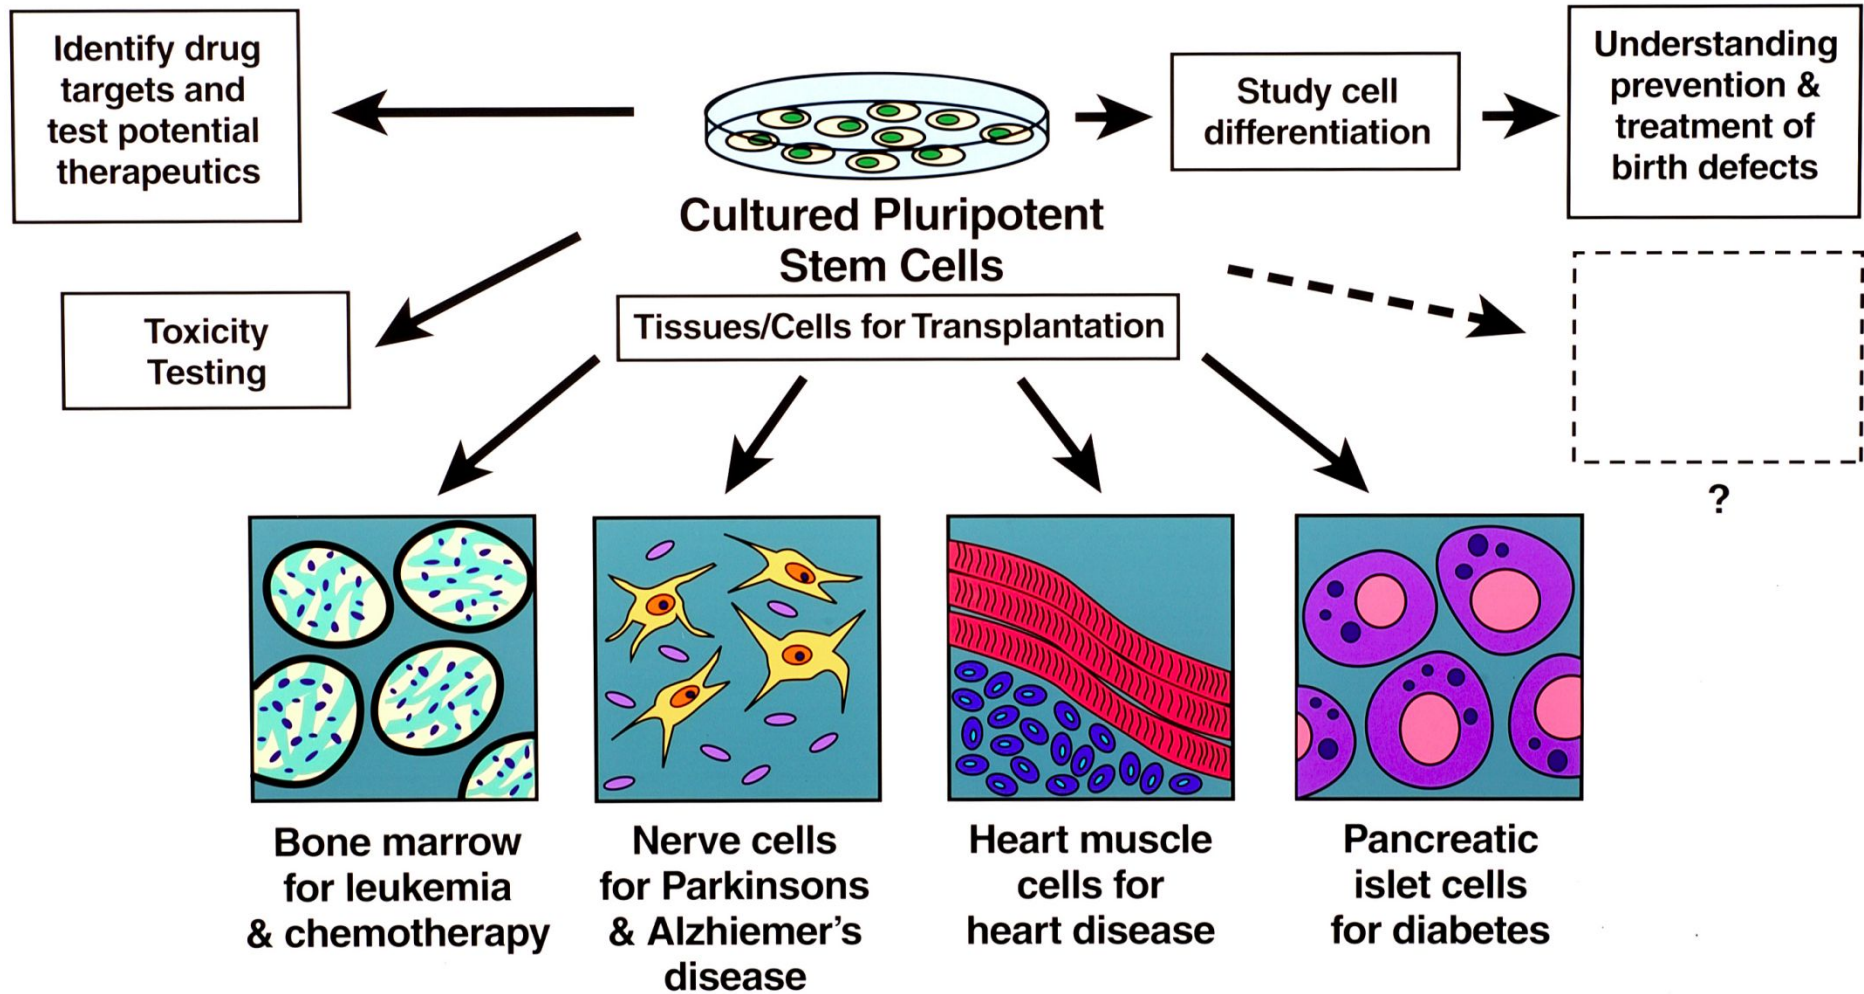 Identify drug
targets and
test potential
therapeutics
Cultured Pluripotent
Stem Cells
Study cell
differentiation
Understanding
prevention &
treatment of
birth defects
Toxicity
Testing
Tissues/Cells for Transplantation
?
Bone marrow
for leukemia
& chemotherapy
Nerve cells
for Parkinsons
& Alzhiemer’s
disease
Heart muscle
cells for
heart disease
Pancreatic
islet cells
for diabetes